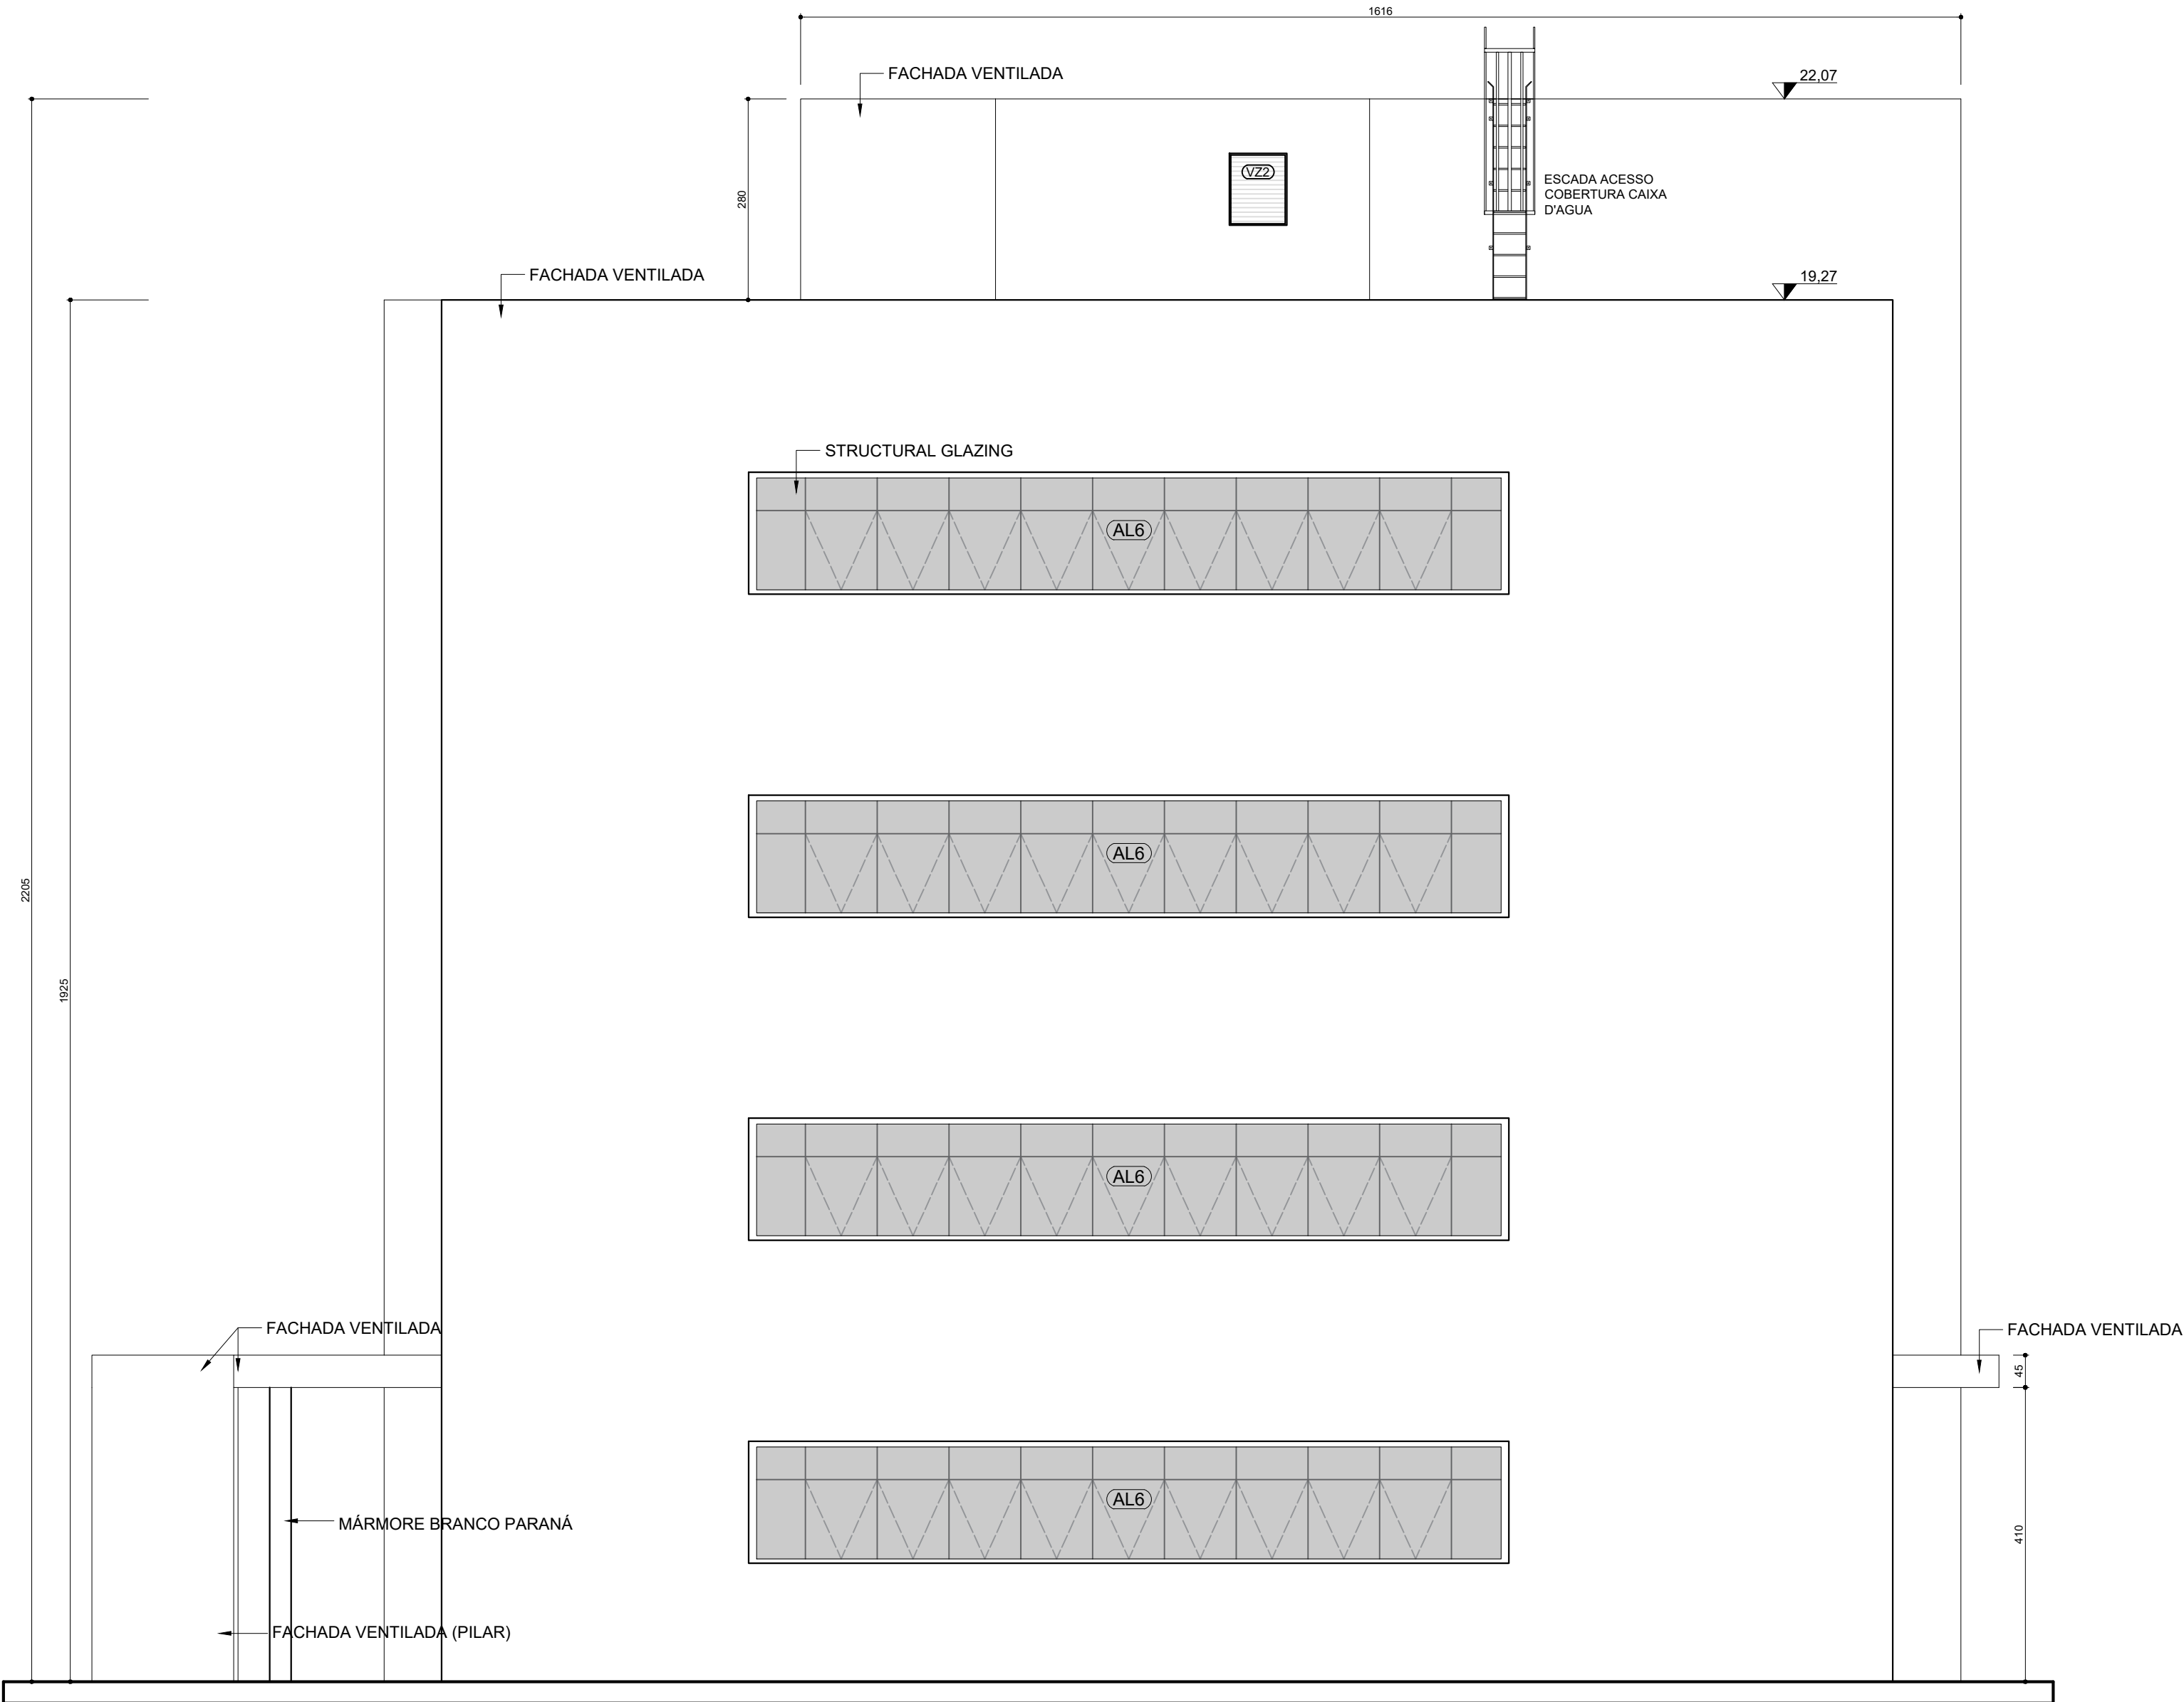 1616
FACHADA VENTILADA
22,07
VZ2
280
ESCADA ACESSO
COBERTURA CAIXA
D'AGUA
FACHADA VENTILADA
19,27
STRUCTURAL GLAZING
AL6
AL6
2205
1925
AL6
FACHADA VENTILADA
FACHADA VENTILADA
45
AL6
MÁRMORE BRANCO PARANÁ
410
FACHADA VENTILADA (PILAR)